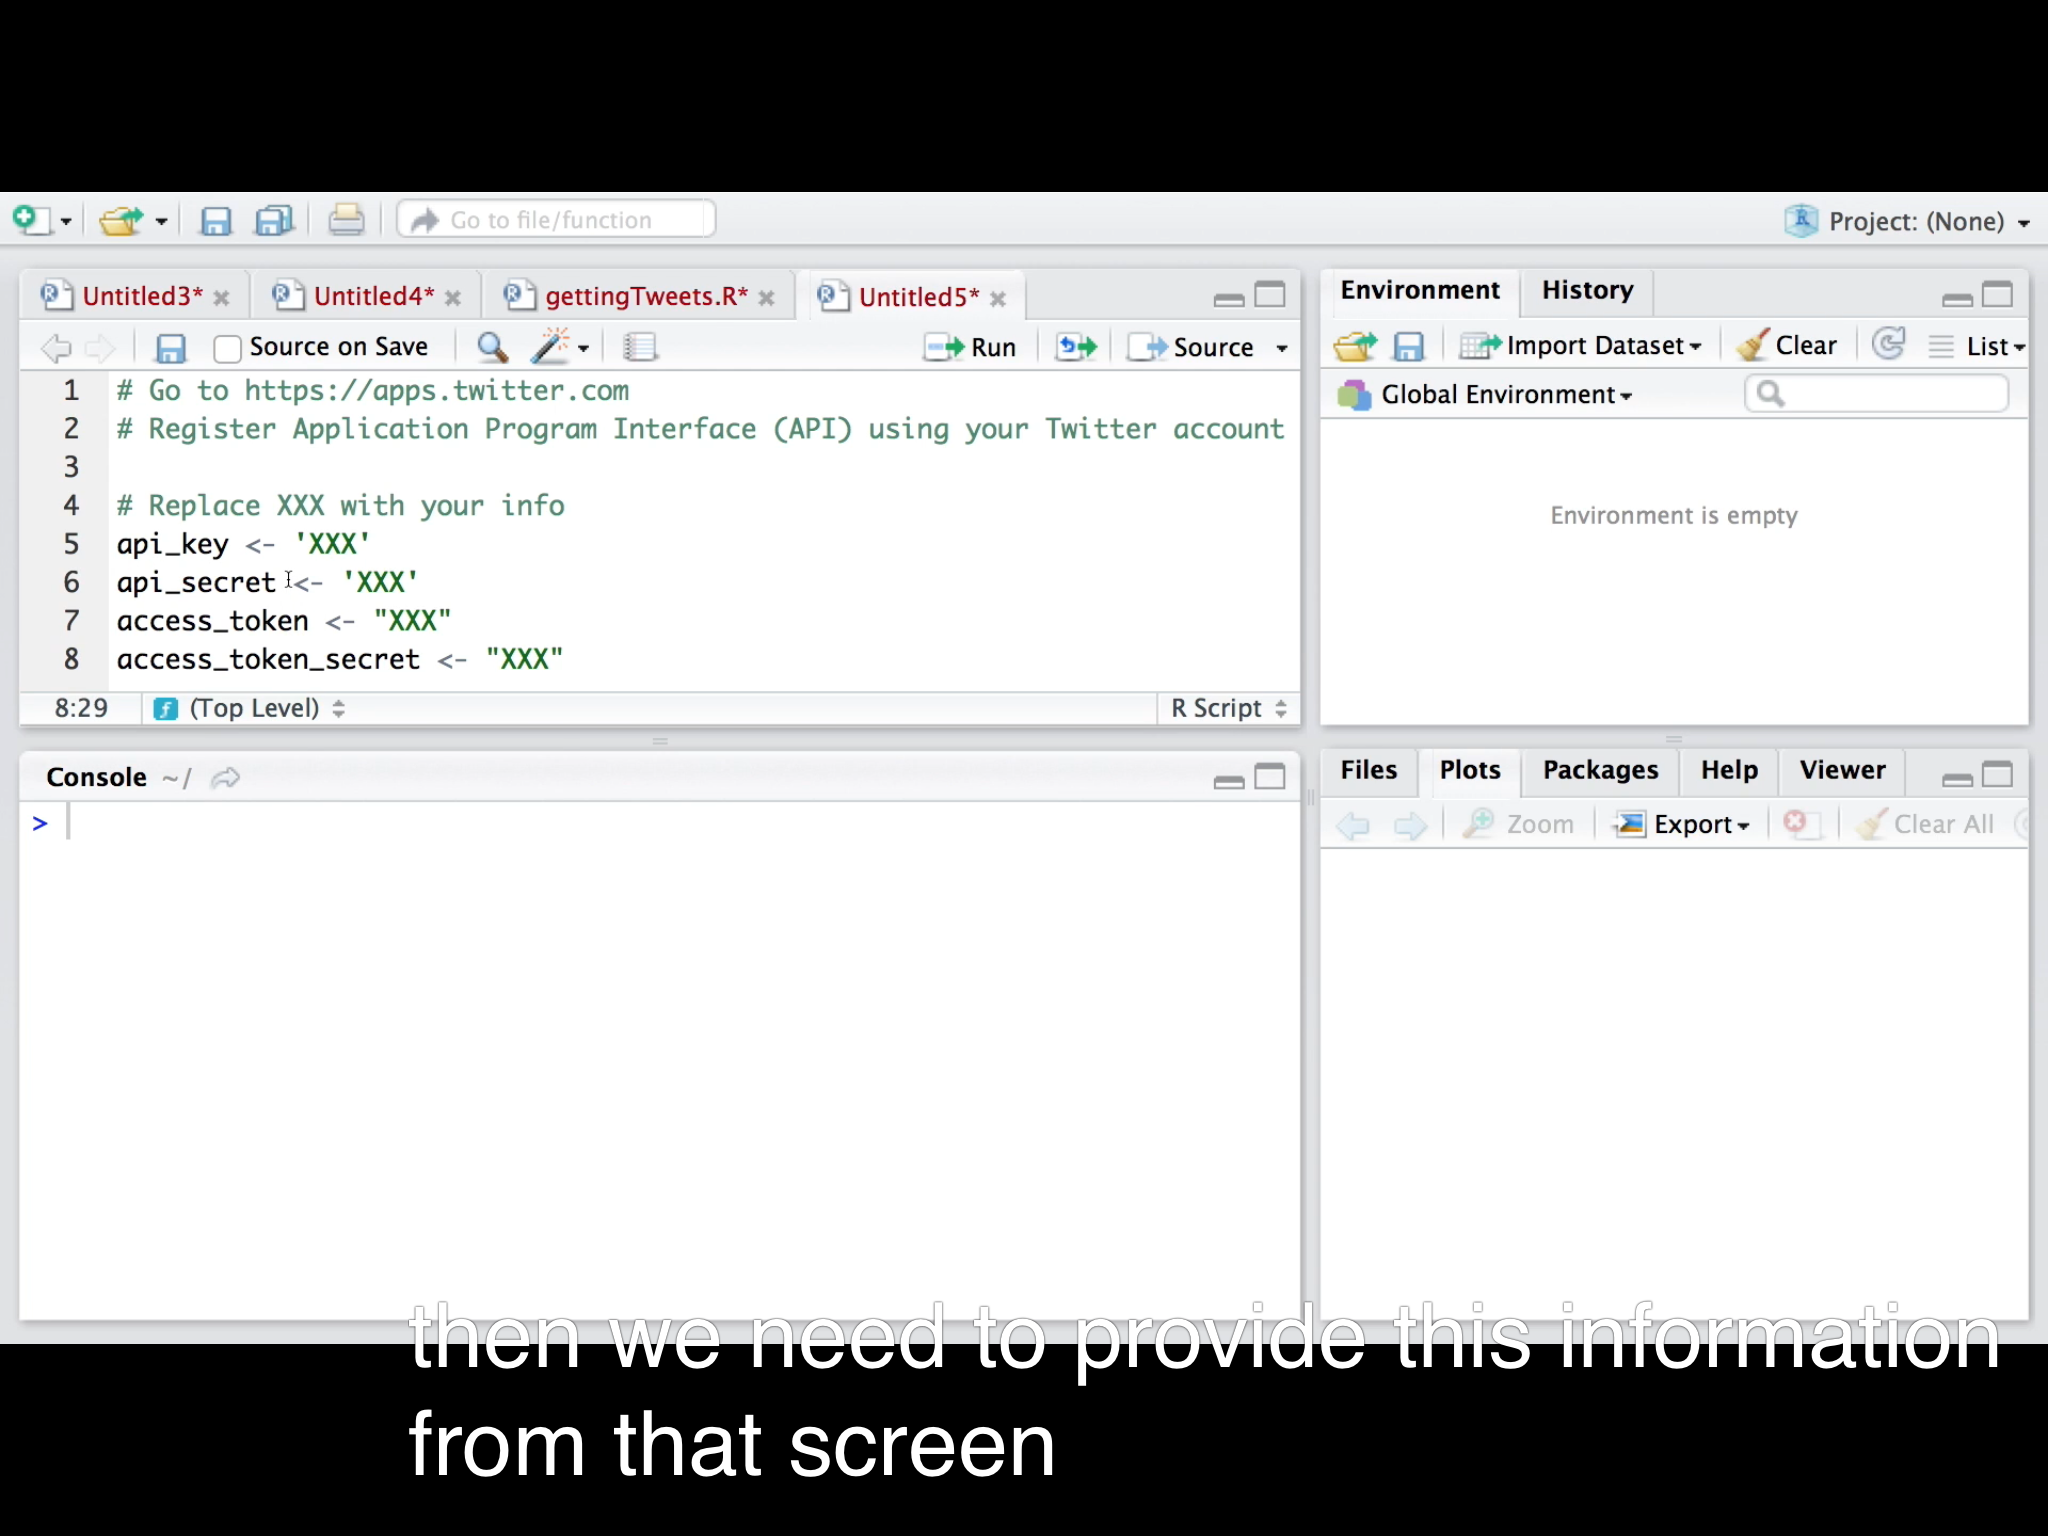 Go to file/function
Project: (None)
Untitled3*
Untitled4*
gettingTweets.R*
Untitled5*
Source on Save
Run
Source
1 # Go to https://apps.twitter.com
2 # Register Application Program Interface (API) using your Twitter account
3
4 # Replace XXX with your info
5 api_key <- 'XXX'
6 api_secret <- 'XXX'
7 access_token <- "XXX"
8 access_token_secret <- "XXX"
8:29
(Top Level)
R Script
Console ~/
>
Environment
History
Import Dataset
Clear
List
Global Environment
Environment is empty
Files
Plots
Packages
Help
Viewer
Zoom
Export
Clear All
then we need to provide this information
from that screen